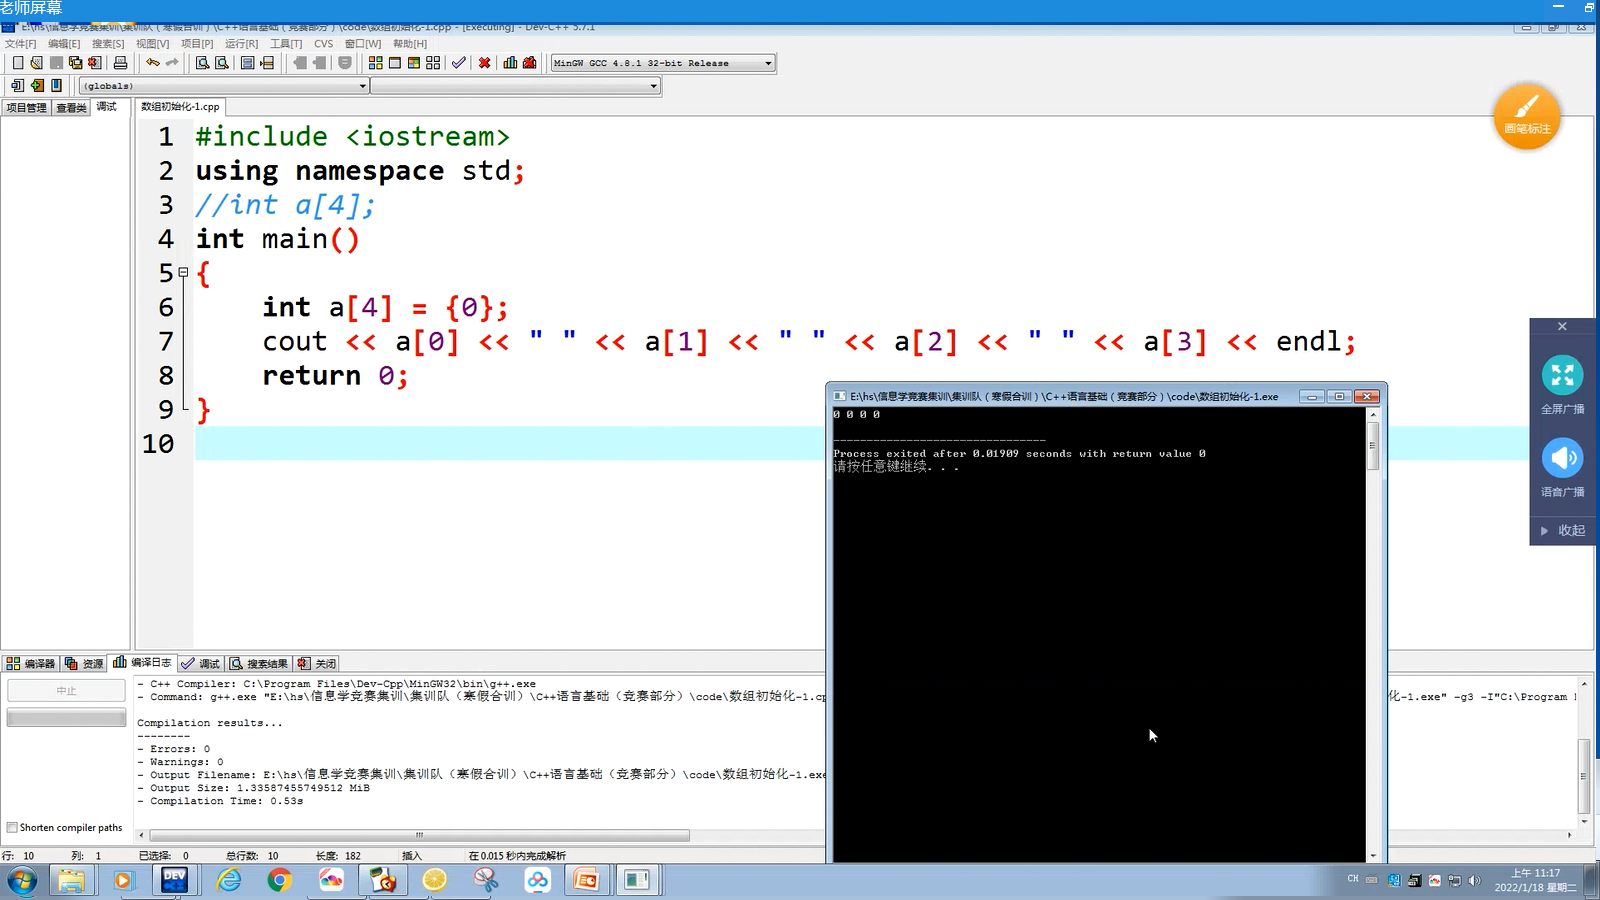 老师屏幕
E:\hs\信息学竞赛集训\集训队（寒假合训）\C++语言基础（竞赛部分）\code\数组初始化-1.cpp - [Executing] - Dev-C++ 5.7.1
文件[F] 编辑[E] 搜索[S] 视图[V] 项目[P] 运行[R] 工具[T] CVS 窗口[W] 帮助[H]
MinGW GCC 4.8.1 32-bit Release
(globals)
项目管理 查看类 调试 数组初始化-1.cpp
画笔标注
1 #include <iostream>
2 using namespace std;
3 //int a[4];
4 int main()
5 {
6 int a[4] = {0};
7 cout << a[0] << " " << a[1] << " " << a[2] << " " << a[3] << endl;
8 return 0;
9 }
10
E:\hs\信息学竞赛集训\集训队（寒假合训）\C++语言基础（竞赛部分）\code\数组初始化-1.exe
0 0 0 0
--------------------------------
Process exited after 0.01909 seconds with return value 0
请按任意键继续. . .
全屏广播
语音广播
收起
编译器 资源 编译日志 调试 搜索结果 关闭
中止
- C++ Compiler: C:\Program Files\Dev-Cpp\MinGW32\bin\g++.exe
- Command: g++.exe "E:\hs\信息学竞赛集训\集训队（寒假合训）\C++语言基础（竞赛部分）\code\数组初始化-1.cp 化-1.exe" -g3 -I"C:\Program
Compilation results...
--------
- Errors: 0
- Warnings: 0
- Output Filename: E:\hs\信息学竞赛集训\集训队（寒假合训）\C++语言基础（竞赛部分）\code\数组初始化-1.exe
- Output Size: 1.33587455749512 MiB
- Compilation Time: 0.53s
Shorten compiler paths
行: 10 列: 1 已选择: 0 总行数: 10 长度: 182 插入 在 0.015 秒内完成解析
DEV
CH
上午 11:17
2022/1/18 星期二